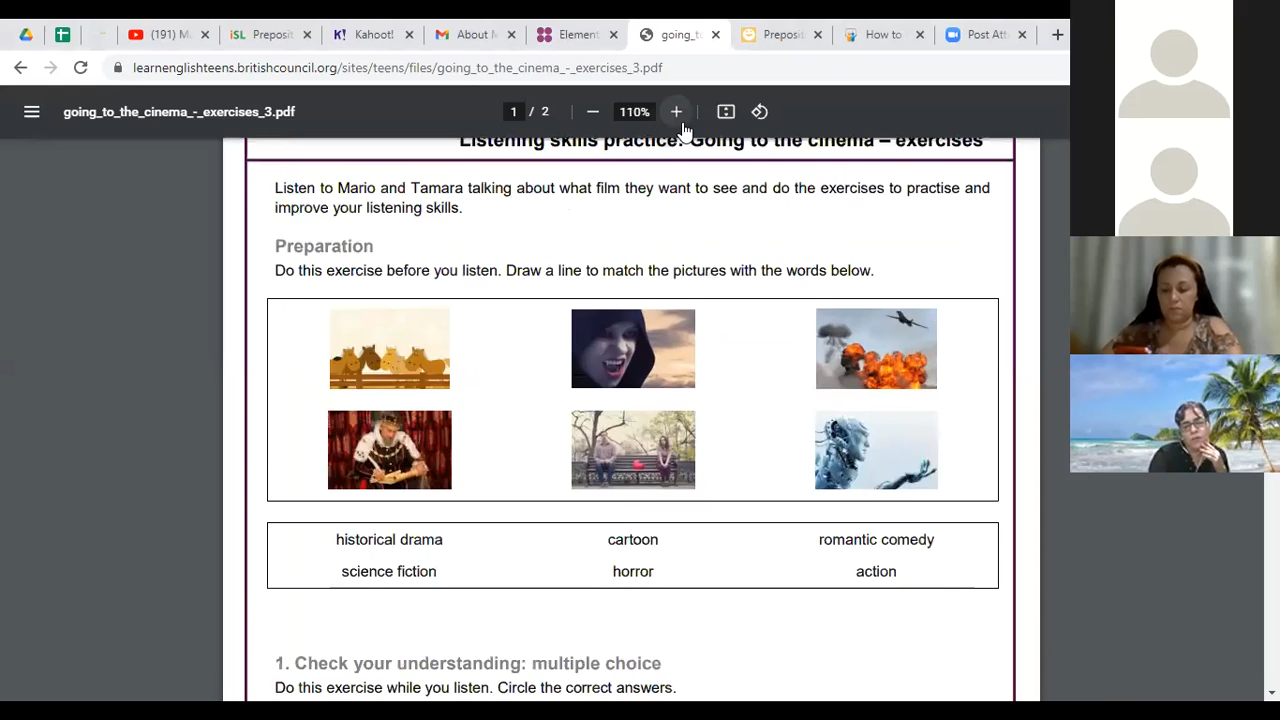 (191) M
iSL Preposit
K! Kahoot!
About M
Element
going_to
Preposi
How to
Post Att
learnenglishteens.britishcouncil.org/sites/teens/files/going_to_the_cinema_-_exercises_3.pdf
going_to_the_cinema_-_exercises_3.pdf
1 / 2
110%
Listening skills practice: Going to the cinema – exercises
Listen to Mario and Tamara talking about what film they want to see and do the exercises to practise and
improve your listening skills.
Preparation
Do this exercise before you listen. Draw a line to match the pictures with the words below.
historical drama cartoon romantic comedy
science fiction horror action
1. Check your understanding: multiple choice
Do this exercise while you listen. Circle the correct answers.